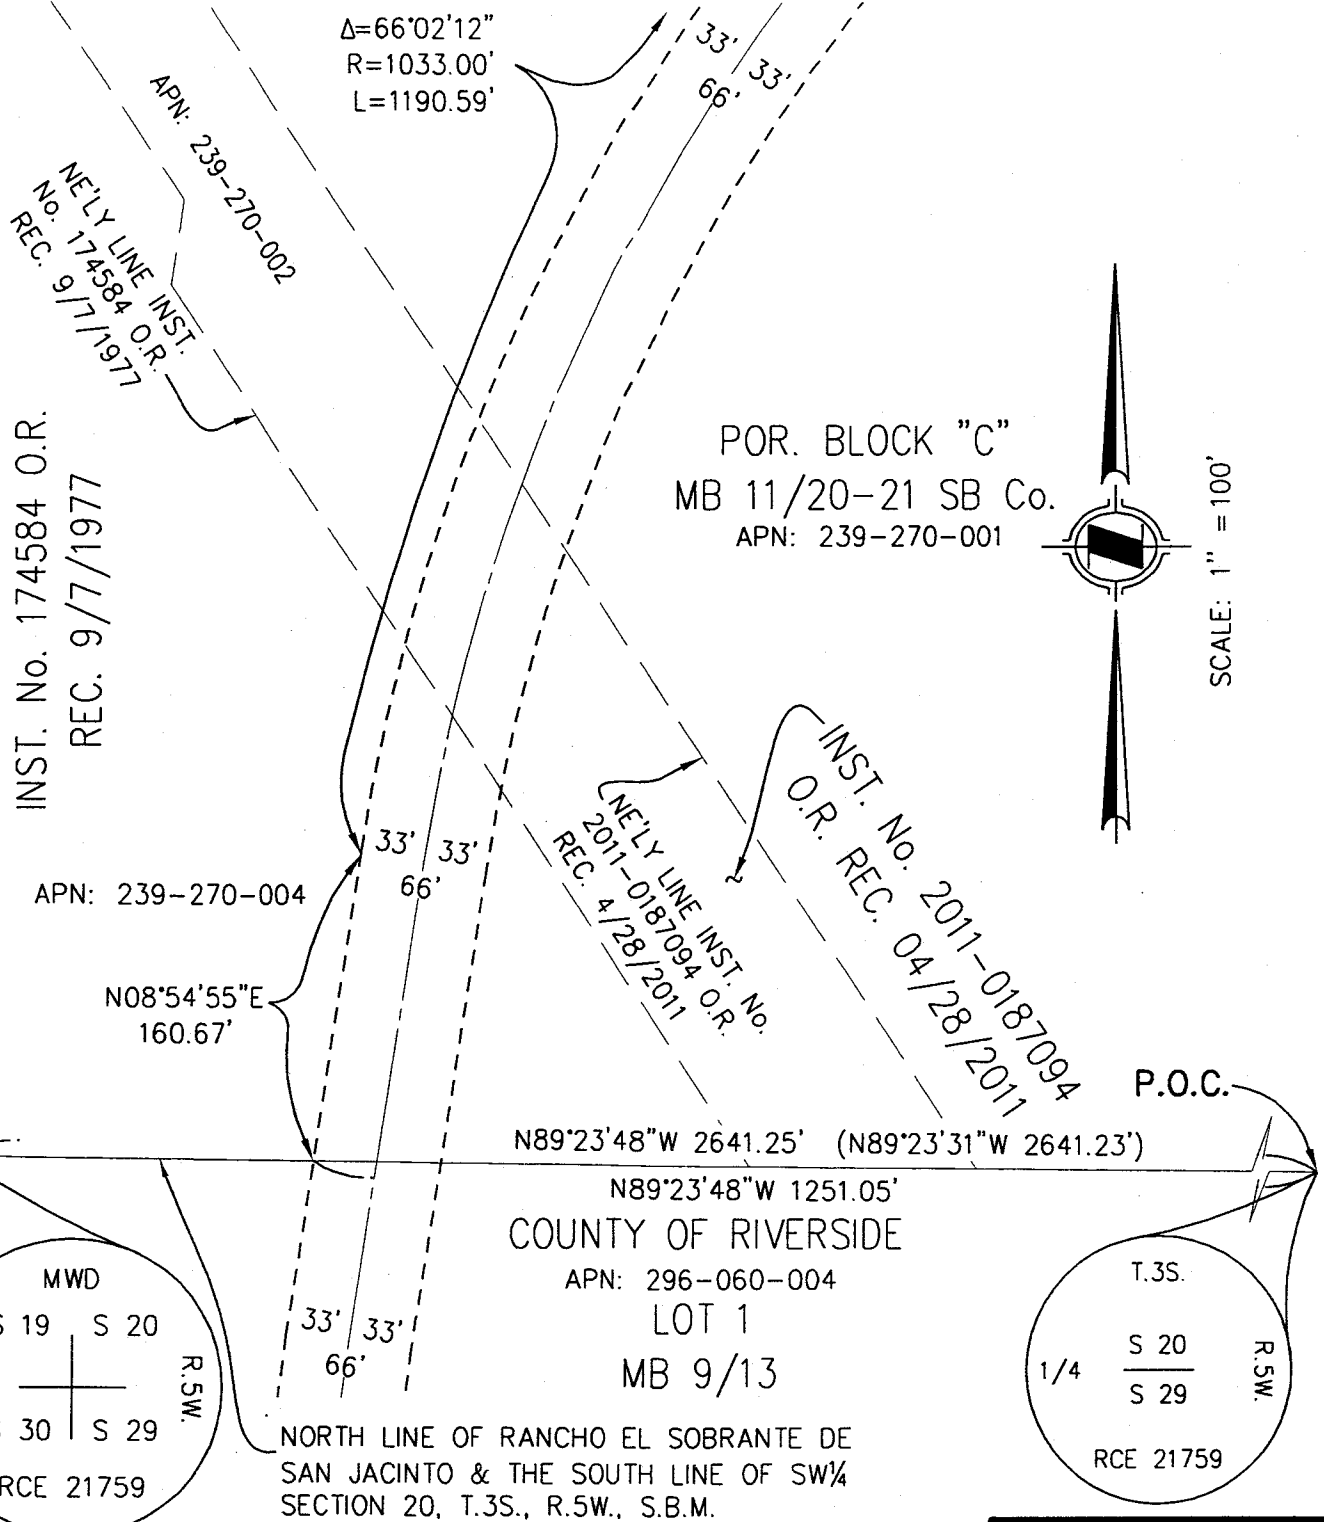 Δ=66°02'12"
R=1033.00'
L=1190.59'
33'
33'
66'
APN: 239-270-002
NE'LY LINE INST.
No. 174584 O.R.
REC. 9/7/1977
INST. No. 174584 O.R.
REC. 9/7/1977
POR. BLOCK "C"
MB 11/20-21 SB Co.
APN: 239-270-001
SCALE: 1" = 100'
INST. No. 2011-0187094
O.R. REC. 04/28/2011
NE'LY LINE INST. No.
2011-0187094 O.R.
REC. 4/28/2011
33'
33'
66'
APN: 239-270-004
N08°54'55"E
160.67'
P.O.C.
N89°23'48"W 2641.25' (N89°23'31"W 2641.23')
N89°23'48"W 1251.05'
COUNTY OF RIVERSIDE
APN: 296-060-004
LOT 1
MB 9/13
33'
33'
66'
MWD
S 19 S 20
R.5W.
30 S 29
RCE 21759
T.3S.
1/4
S 20
S 29
R.5W.
RCE 21759
NORTH LINE OF RANCHO EL SOBRANTE DE
SAN JACINTO & THE SOUTH LINE OF SW¼
SECTION 20, T.3S., R.5W., S.B.M.